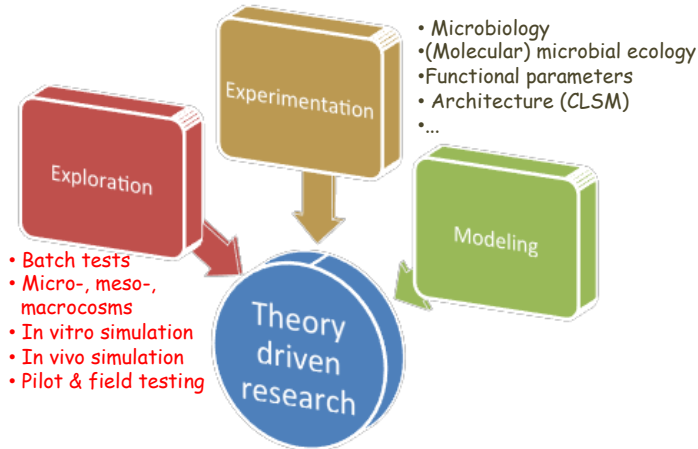 • Microbiology
•(Molecular) microbial ecology
•Functional parameters
• Architecture (CLSM)
•...
Experimentation
Exploration
Modeling
• Batch tests
• Micro-, meso-,
macrocosms
• In vitro simulation
• In vivo simulation
• Pilot & field testing
Theory
driven
research